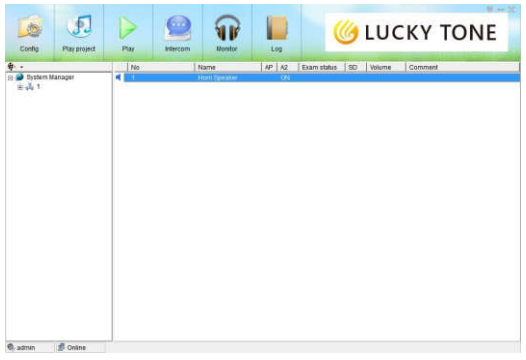 LUCKY TONE
Config Play project Play Intercom Monitor Log
No Name AP AZ Exam status SD Volume Comment
System Manager
1 Horn Speaker ON
1
admin Online